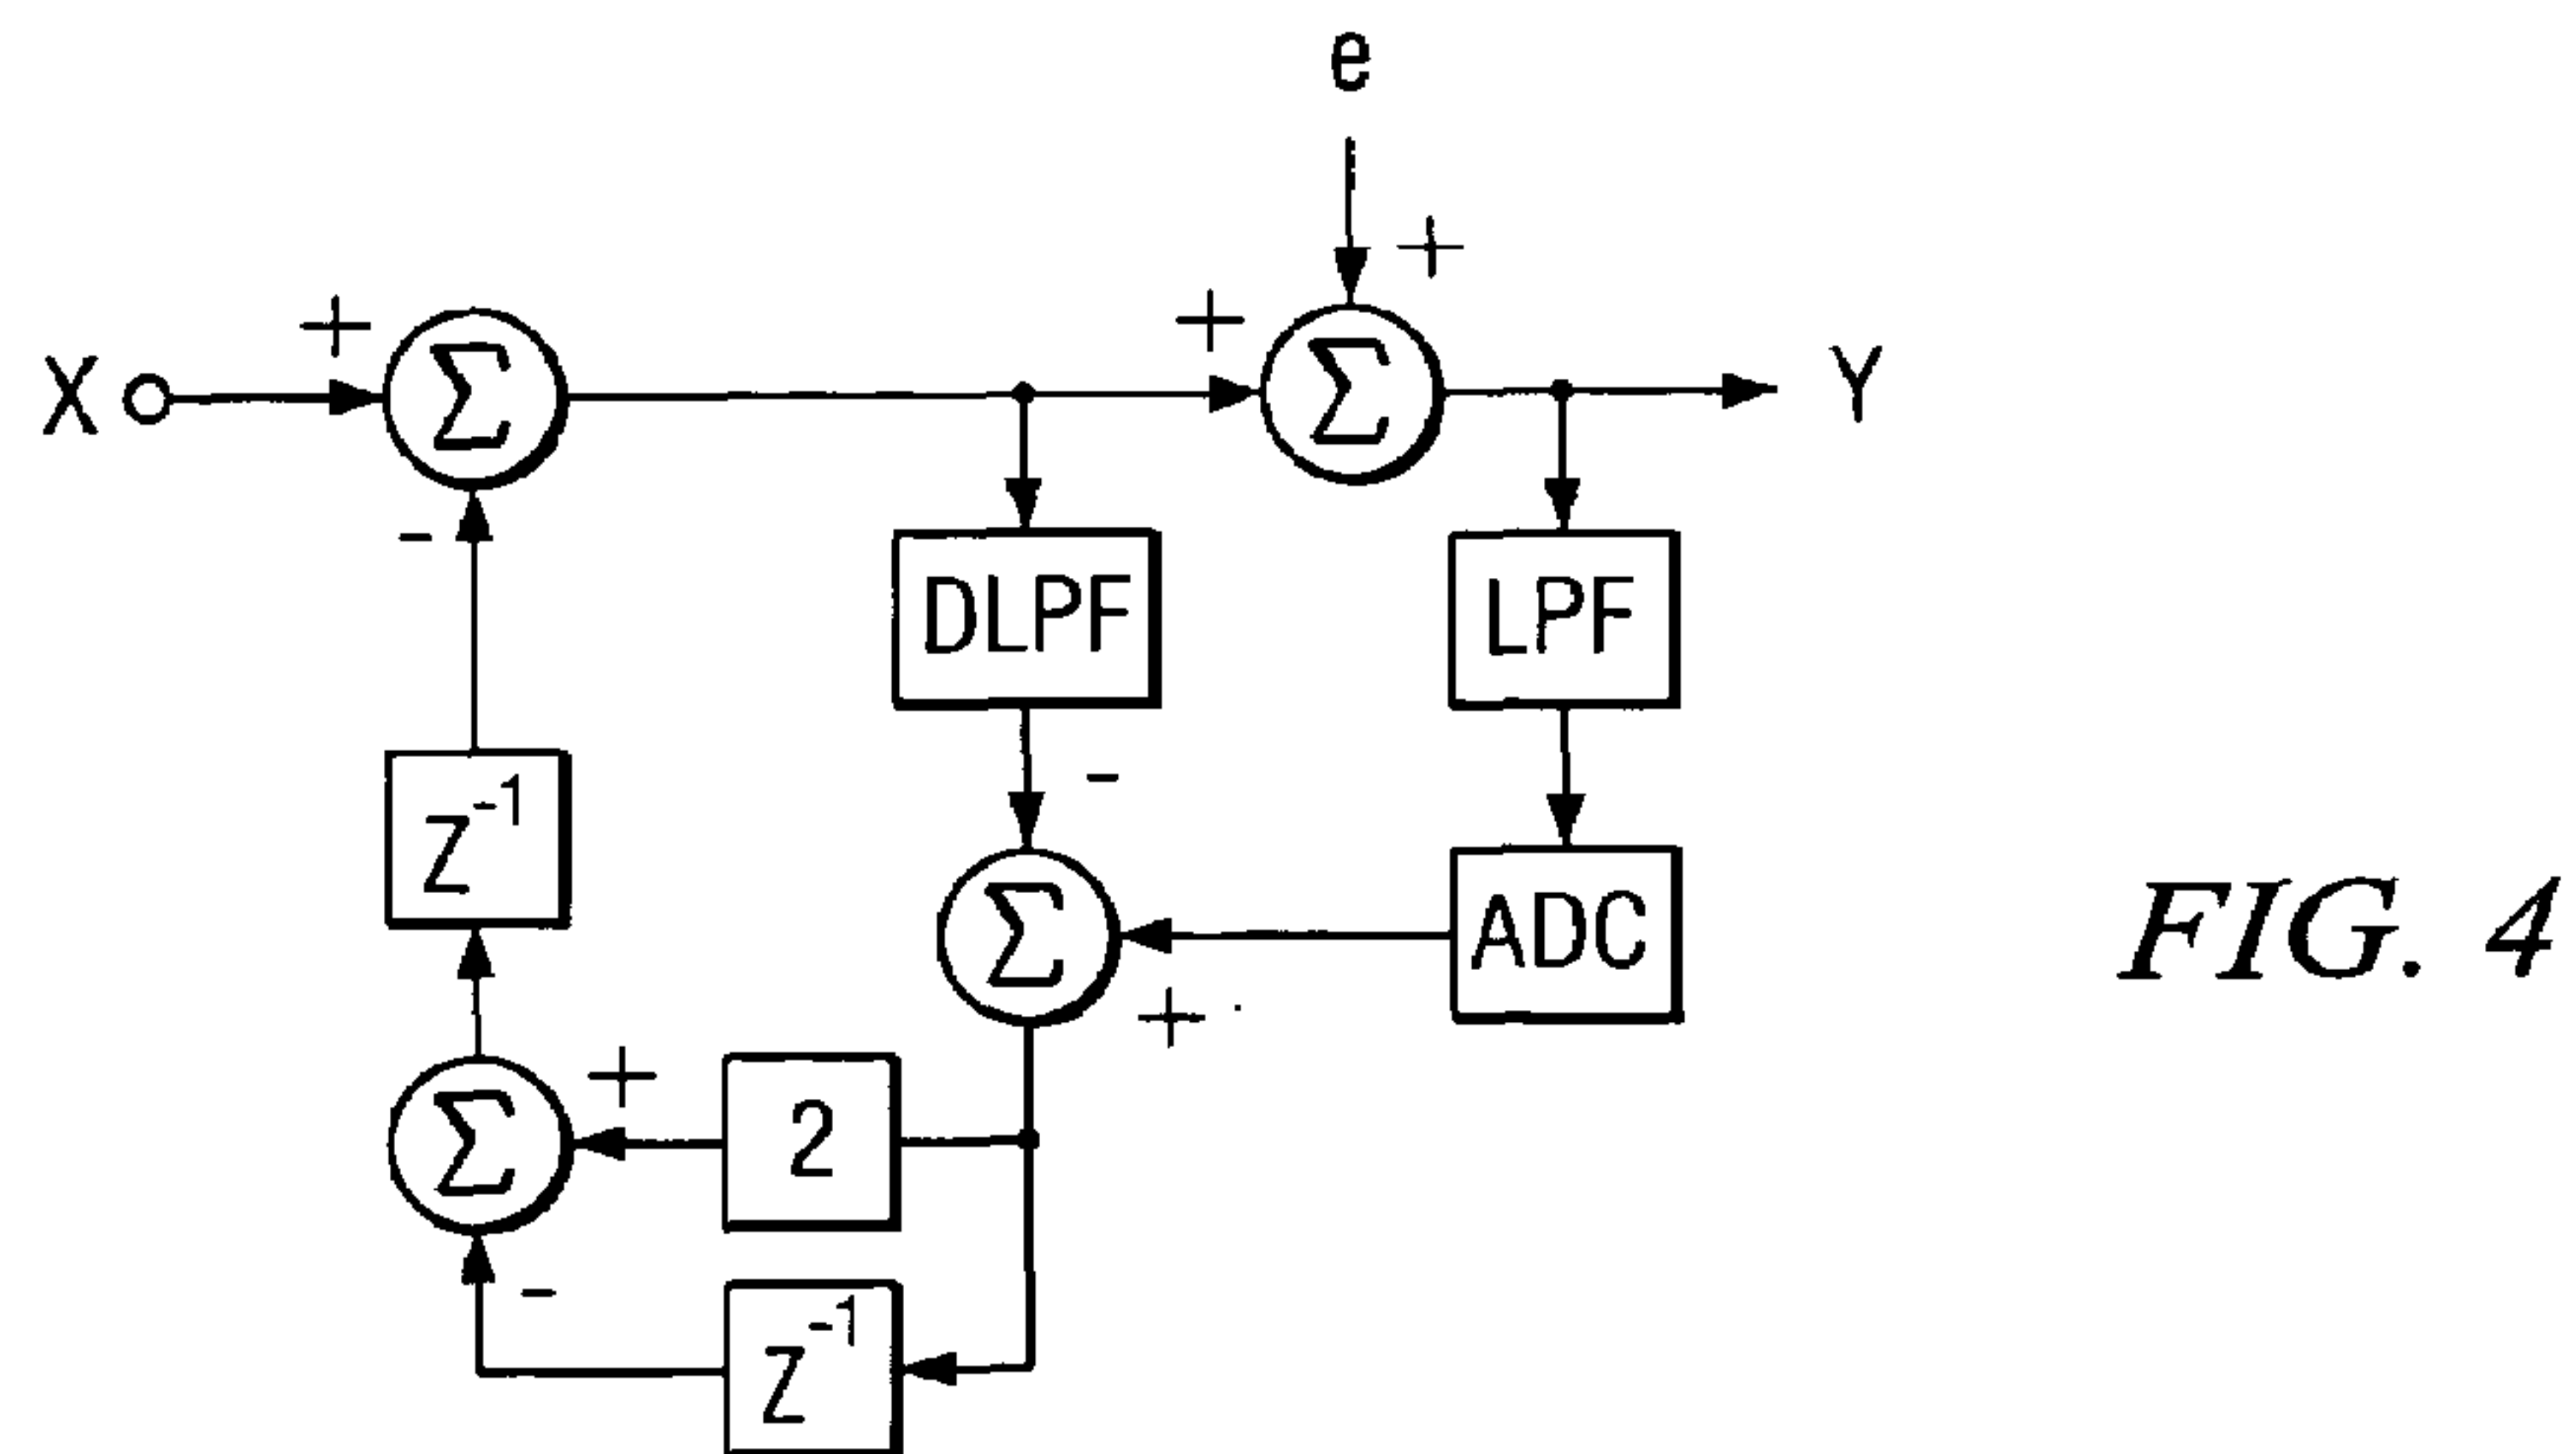 e
+
+ +
X Σ Σ Y
-
DLPF LPF
Z⁻¹ -
Σ ADC
+
FIG. 4
+
Σ 2
-
Z⁻¹